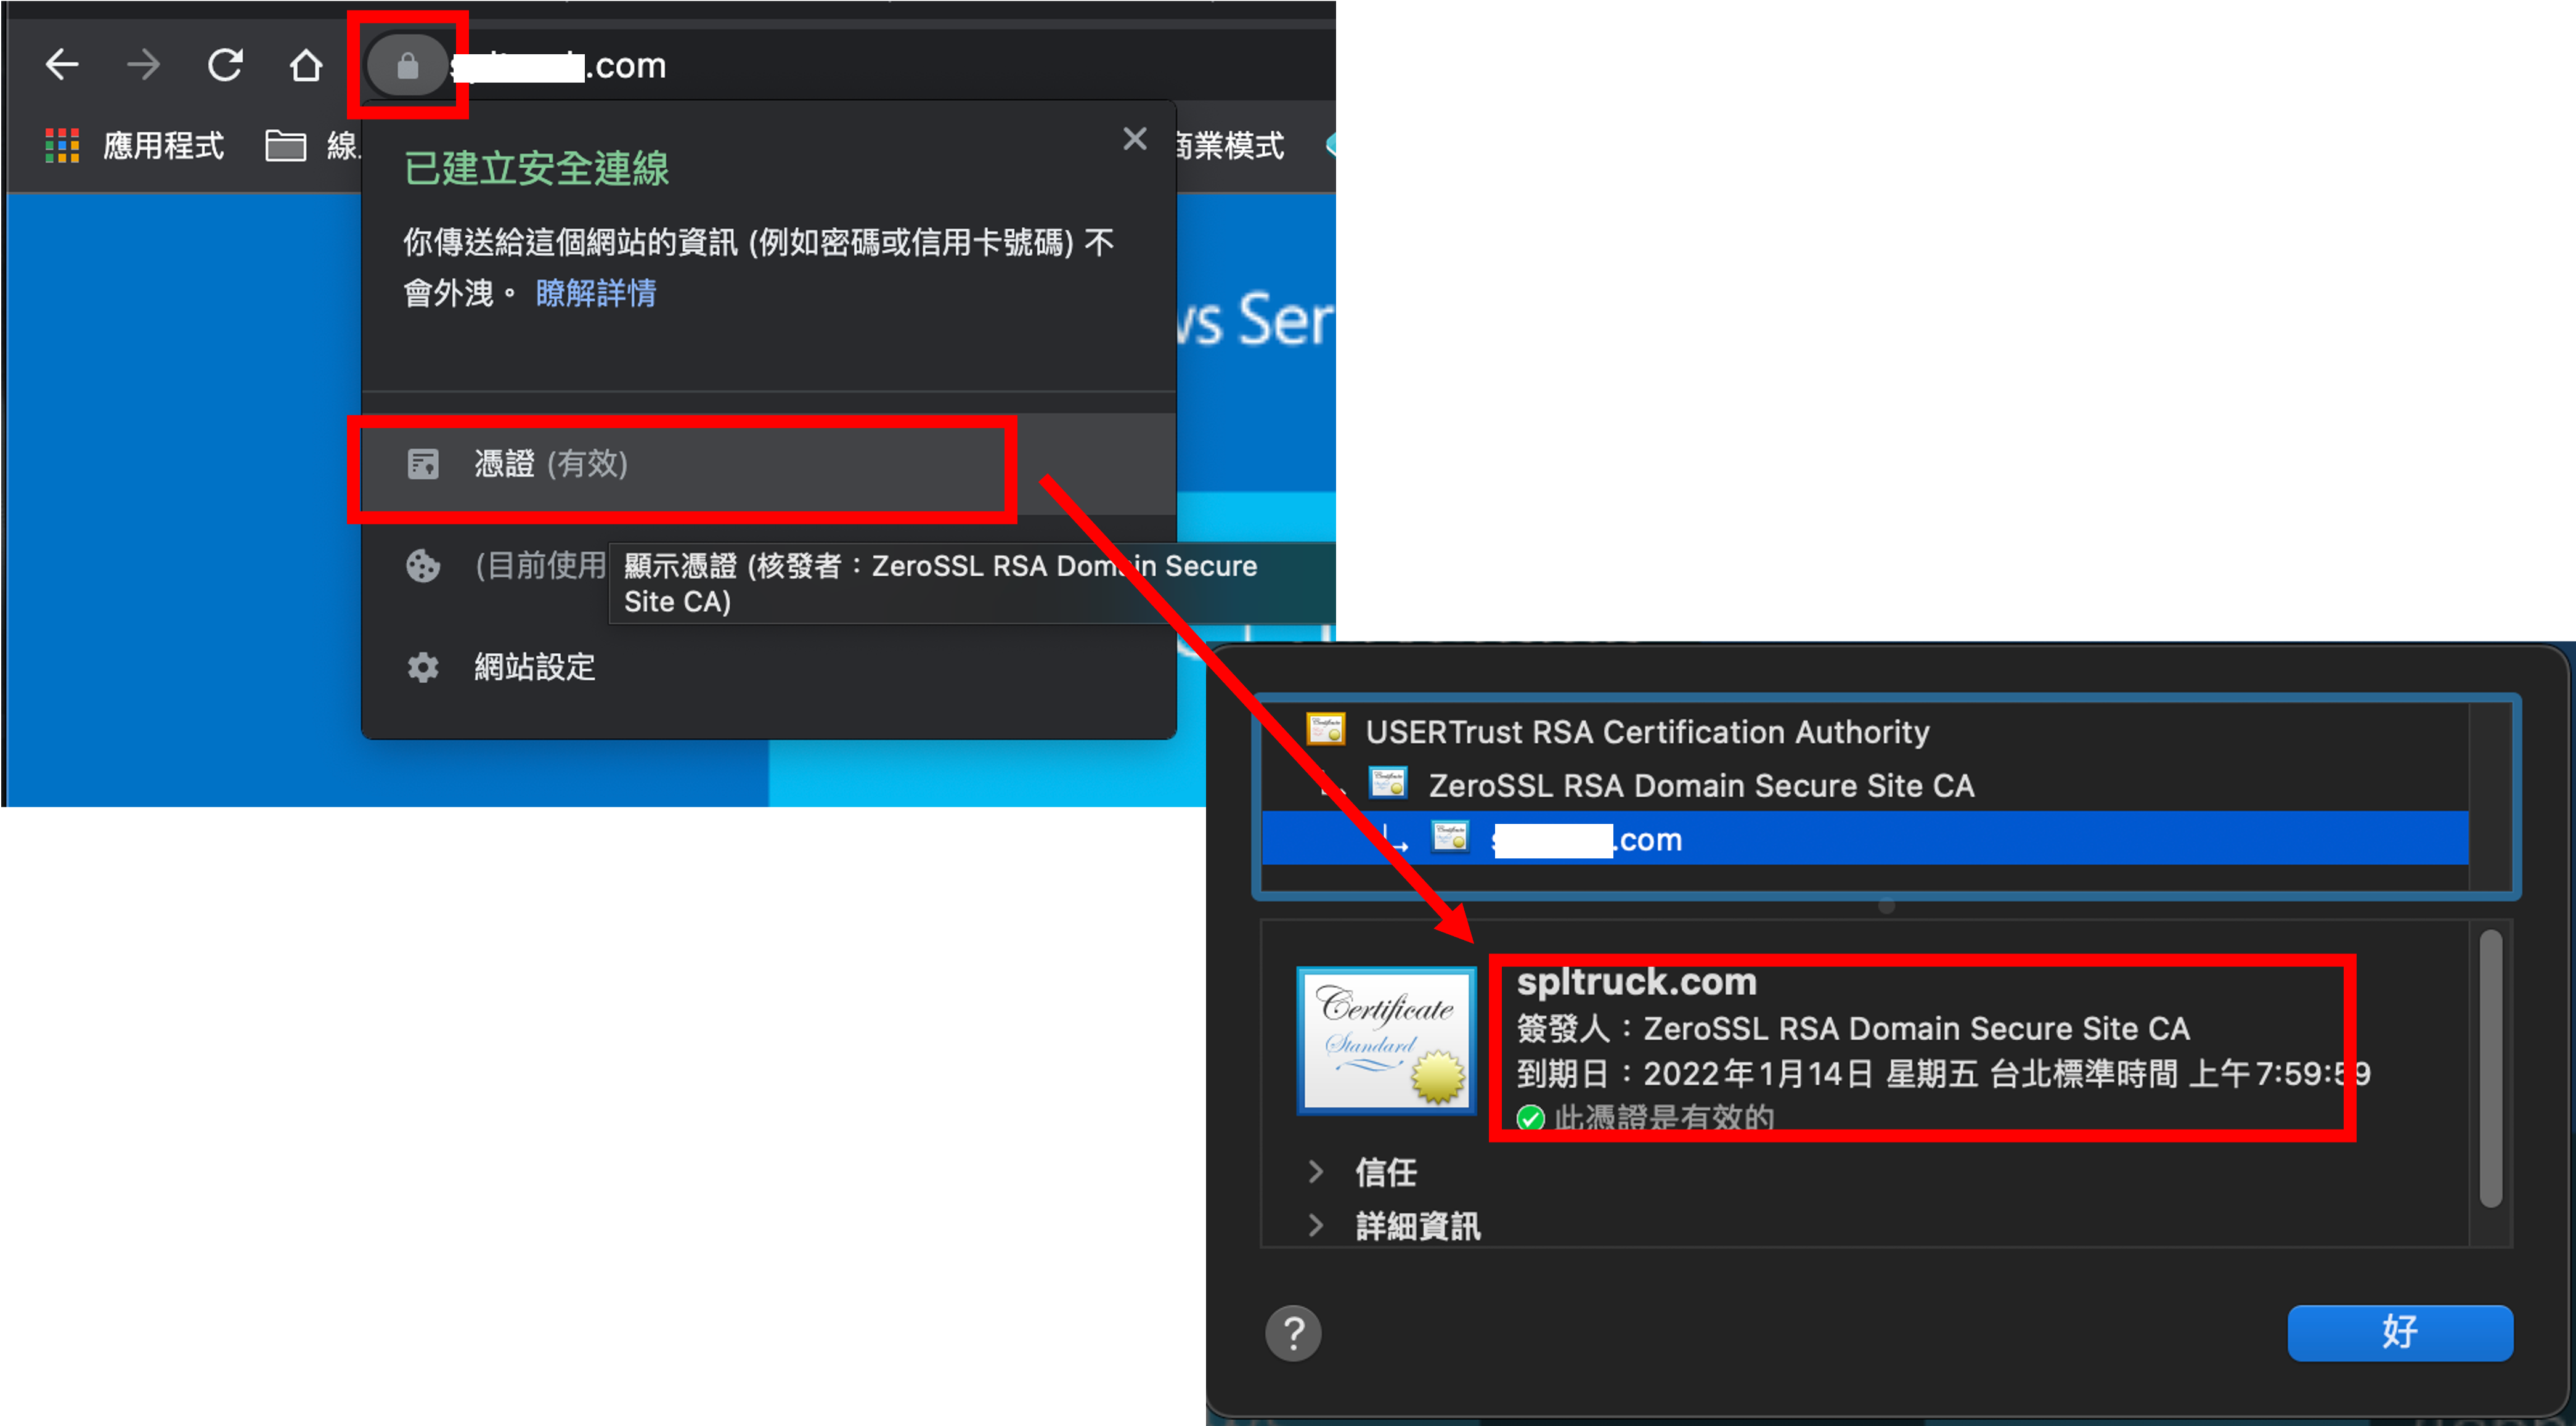 .com
應用程式
線
商業模式
已建立安全連線
你傳送給這個網站的資訊 (例如密碼或信用卡號碼) 不
會外洩。 瞭解詳情
ws Ser
憑證 (有效)
(目前使用
顯示憑證 (核發者：ZeroSSL RSA Domain Secure
Site CA)
網站設定
USERTrust RSA Certification Authority
ZeroSSL RSA Domain Secure Site CA
.com
Certificate
Standard
spltruck.com
簽發人：ZeroSSL RSA Domain Secure Site CA
到期日：2022年1月14日 星期五 台北標準時間 上午7:59:59
此憑證是有效的
信任
詳細資訊
?
好